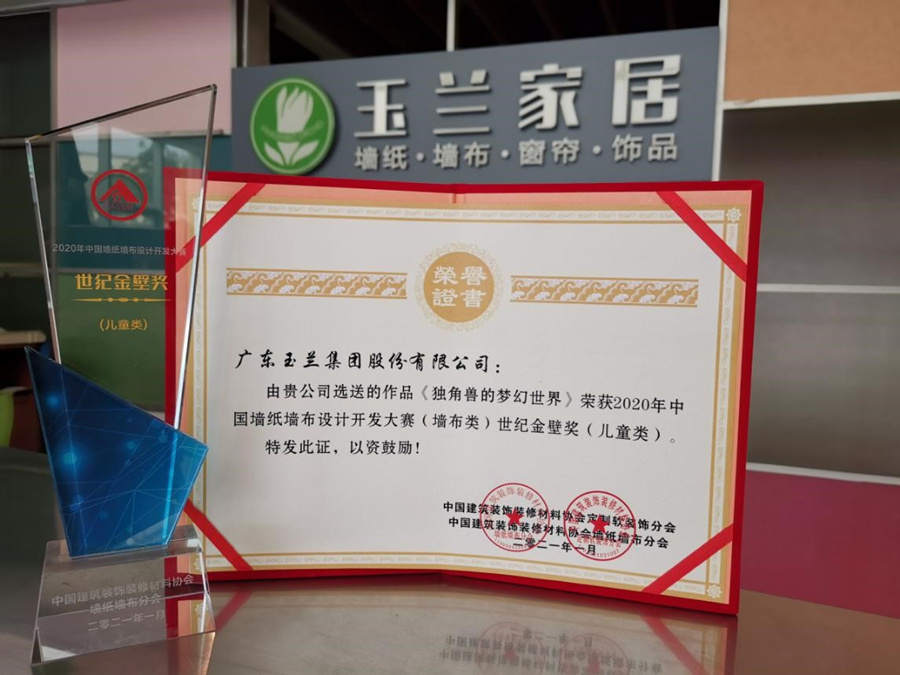 玉兰家居
墙纸·墙布·窗帘·饰品
2020年中国墙纸墙布设计开发大赛
世纪金壁奖
(儿童类)
中国建筑装饰装修材料协会
墙纸墙布分会
二零二一年一月
榮譽
證書
广东玉兰集团股份有限公司:
由贵公司选送的作品《独角兽的梦幻世界》荣获2020年中
国墙纸墙布设计开发大赛(墙布类)世纪金壁奖(儿童类)。
特发此证,以资鼓励!
中国建筑装饰装修材料协会定制软装饰分会
中国建筑装饰装修材料协会墙纸墙布分会
二零二一年一月